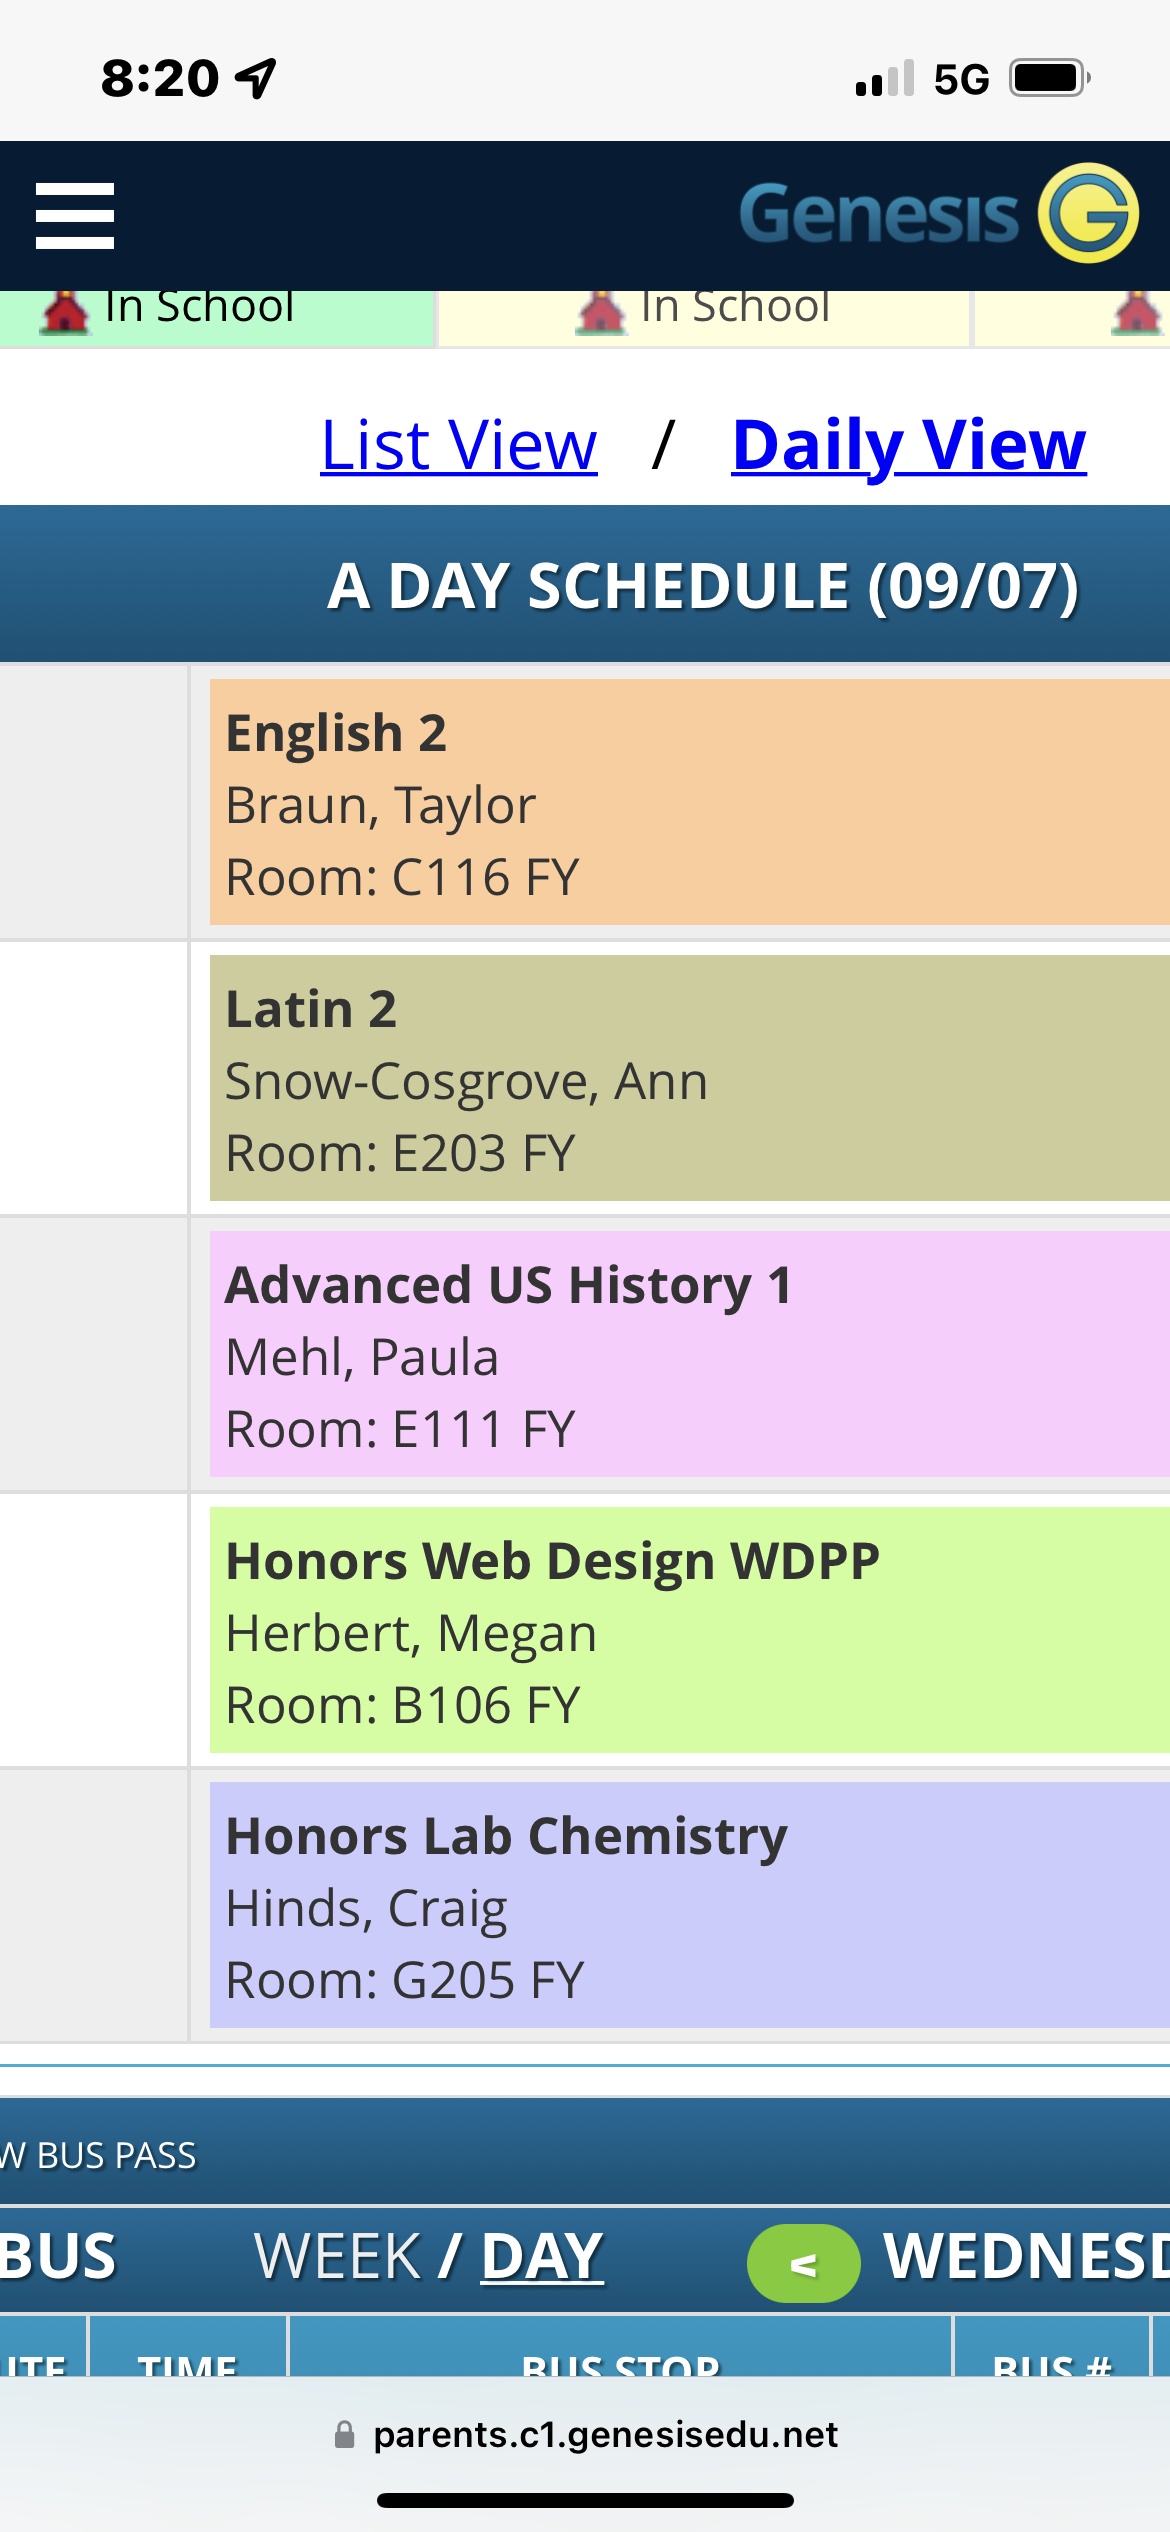 8:20
5G
Genesis G
In School
In School
List View / Daily View
A DAY SCHEDULE (09/07)
English 2
Braun, Taylor
Room: C116 FY
Latin 2
Snow-Cosgrove, Ann
Room: E203 FY
Advanced US History 1
Mehl, Paula
Room: E111 FY
Honors Web Design WDPP
Herbert, Megan
Room: B106 FY
Honors Lab Chemistry
Hinds, Craig
Room: G205 FY
W BUS PASS
BUS WEEK / DAY < WEDNESD
UTE TIME BUS STOP BUS #
parents.c1.genesisedu.net